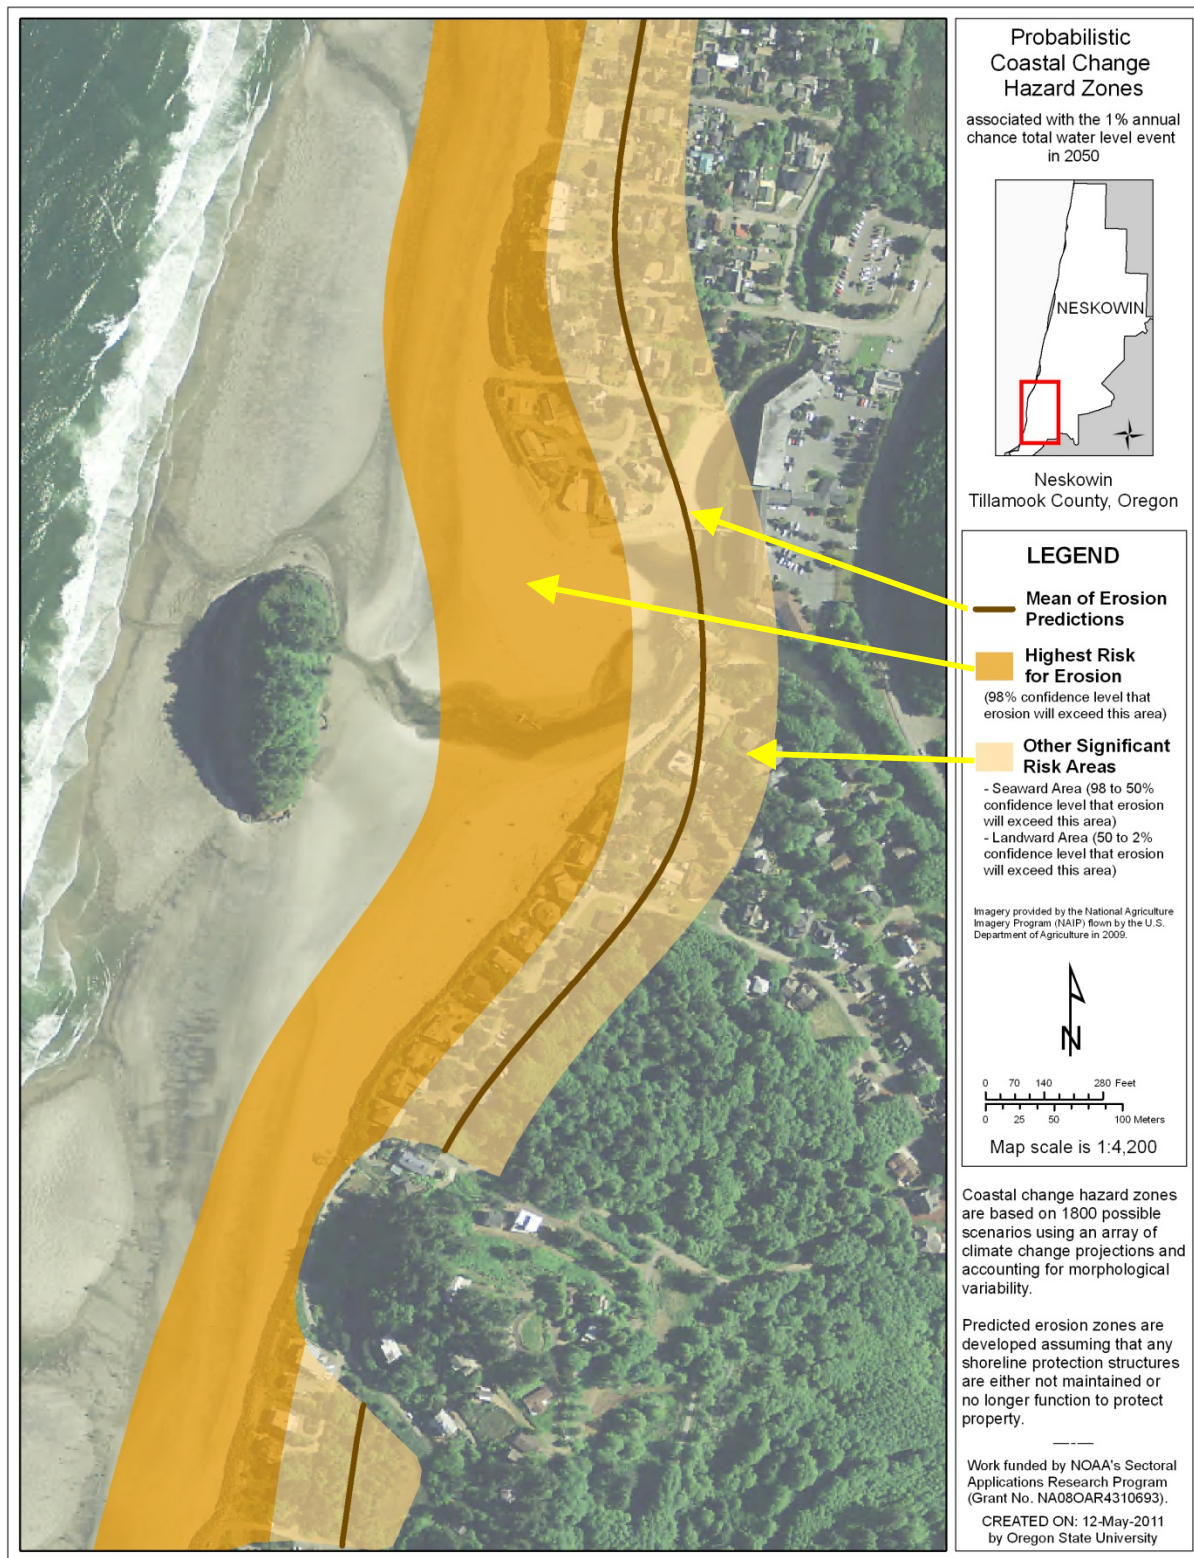 Probabilistic
Coastal Change
Hazard Zones
associated with the 1% annual
chance total water level event
in 2050
NESKOWIN
Neskowin
Tillamook County, Oregon
LEGEND
Mean of Erosion
Predictions
Highest Risk
for Erosion
(98% confidence level that
erosion will exceed this area)
Other Significant
Risk Areas
- Seaward Area (98 to 50%
confidence level that erosion
will exceed this area)
- Landward Area (50 to 2%
confidence level that erosion
will exceed this area)
Imagery provided by the National Agriculture
Imagery Program (NAIP) flown by the U.S.
Department of Agriculture in 2009.
N
0 70 140 280 Feet
0 25 50 100 Meters
Map scale is 1:4,200
Coastal change hazard zones
are based on 1800 possible
scenarios using an array of
climate change projections and
accounting for morphological
variability.
Predicted erosion zones are
developed assuming that any
shoreline protection structures
are either not maintained or
no longer function to protect
property.
Work funded by NOAA's Sectoral
Applications Research Program
(Grant No. NA08OAR4310693).
CREATED ON: 12-May-2011
by Oregon State University